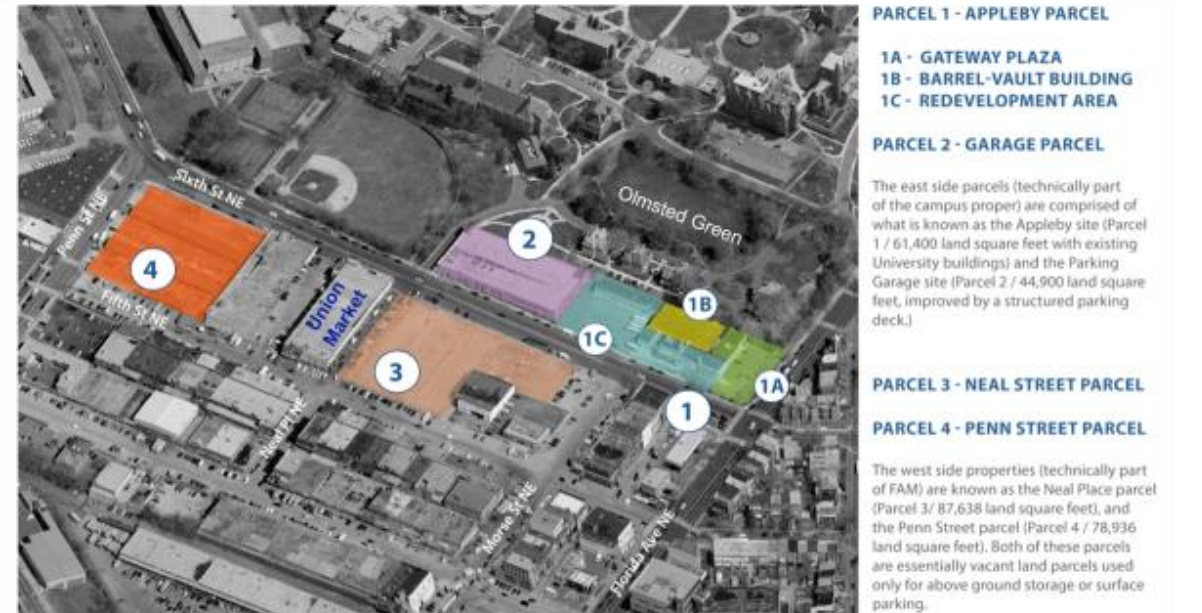 PARCEL 1 - APPLEBY PARCEL
1A - GATEWAY PLAZA
1B - BARREL-VAULT BUILDING
1C - REDEVELOPMENT AREA
PARCEL 2 - GARAGE PARCEL
The east side parcels (technically part
of the campus proper) are comprised of
what is known as the Appleby site (Parcel
1 / 61,400 land square feet with existing
University buildings) and the Parking
Garage site (Parcel 2 / 44,900 land square
feet, improved by a structured parking
deck.)
PARCEL 3 - NEAL STREET PARCEL
PARCEL 4 - PENN STREET PARCEL
The west side properties (technically part
of FAM) are known as the Neal Place parcel
(Parcel 3/ 87,638 land square feet), and
the Penn Street parcel (Parcel 4 / 78,936
land square feet). Both of these parcels
are essentially vacant land parcels used
only for above ground storage or surface
parking.
Sixth St NE
Penn St NE
Olmsted Green
2
4
Fifth St NE
Union
Market
1B
1C
3
1A
1
Neal Pl NE
Morse St NE
Florida Ave NE